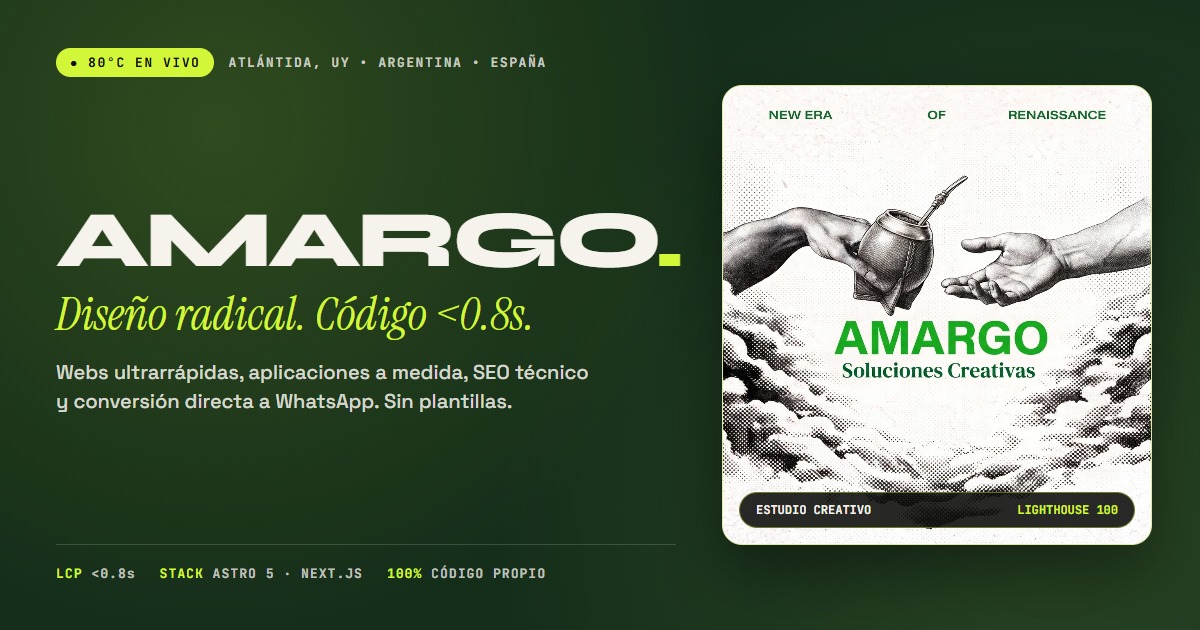 ● 80°C EN VIVO
ATLÁNTIDA, UY • ARGENTINA • ESPAÑA
AMARGO.
Diseño radical. Código <0.8s.
Webs ultrarrápidas, aplicaciones a medida, SEO técnico
y conversión directa a WhatsApp. Sin plantillas.
LCP <0.8s STACK ASTRO 5 · NEXT.JS 100% CÓDIGO PROPIO
NEW ERA OF RENAISSANCE
AMARGO
Soluciones Creativas
ESTUDIO CREATIVO LIGHTHOUSE 100